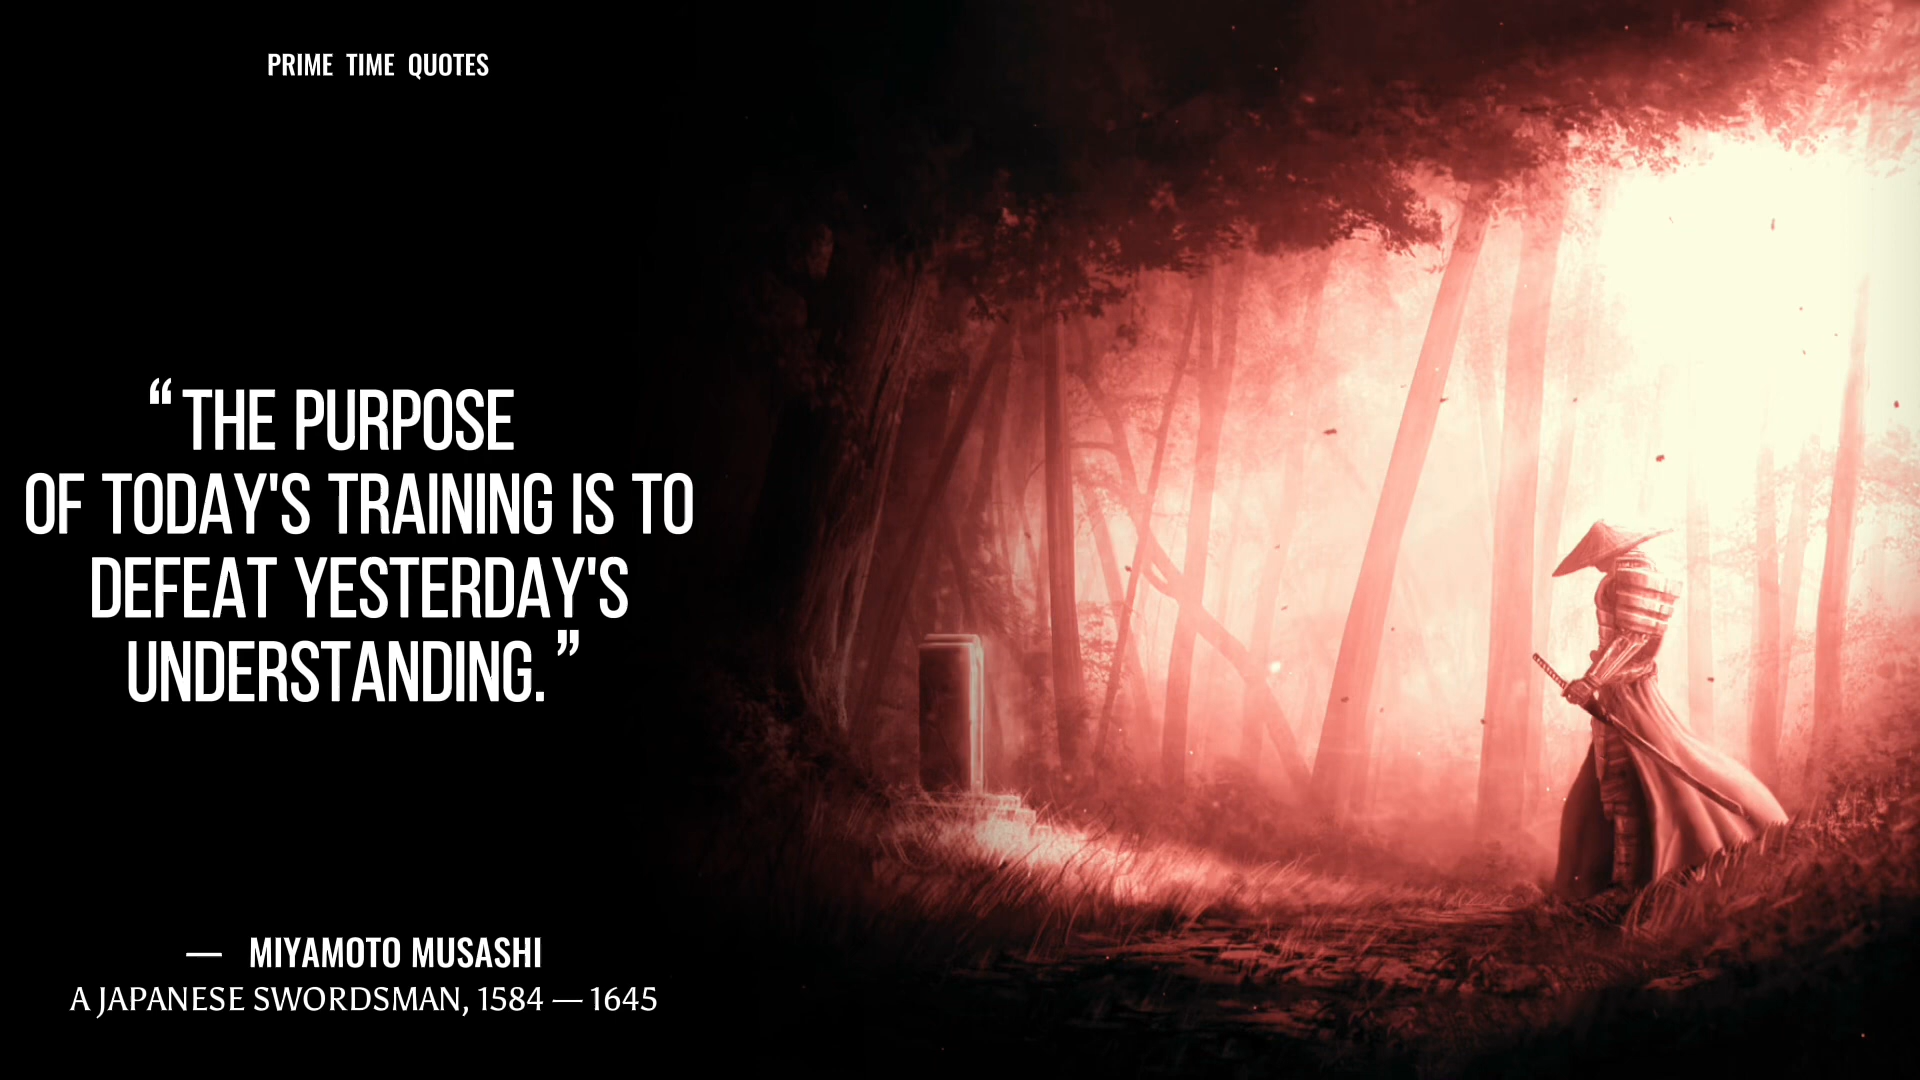 PRIME TIME QUOTES
“THE PURPOSE
OF TODAY'S TRAINING IS TO
DEFEAT YESTERDAY'S
UNDERSTANDING.”
— MIYAMOTO MUSASHI
A JAPANESE SWORDSMAN, 1584 — 1645